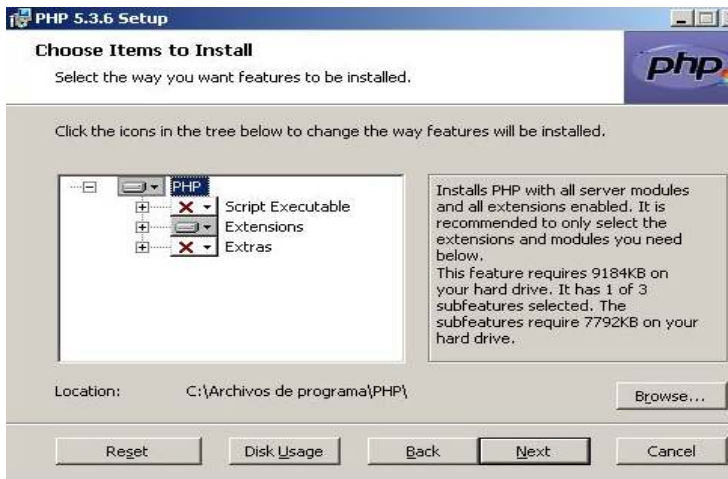 PHP 5.3.6 Setup
Choose Items to Install
Select the way you want features to be installed.
php
Click the icons in the tree below to change the way features will be installed.
PHP
Script Executable
Extensions
Extras
Installs PHP with all server modules
and all extensions enabled. It is
recommended to only select the
extensions and modules you need
below.
This feature requires 9184KB on
your hard drive. It has 1 of 3
subfeatures selected. The
subfeatures require 7792KB on your
hard drive.
Location: C:\Archivos de programa\PHP\
Browse...
Reset Disk Usage Back Next Cancel